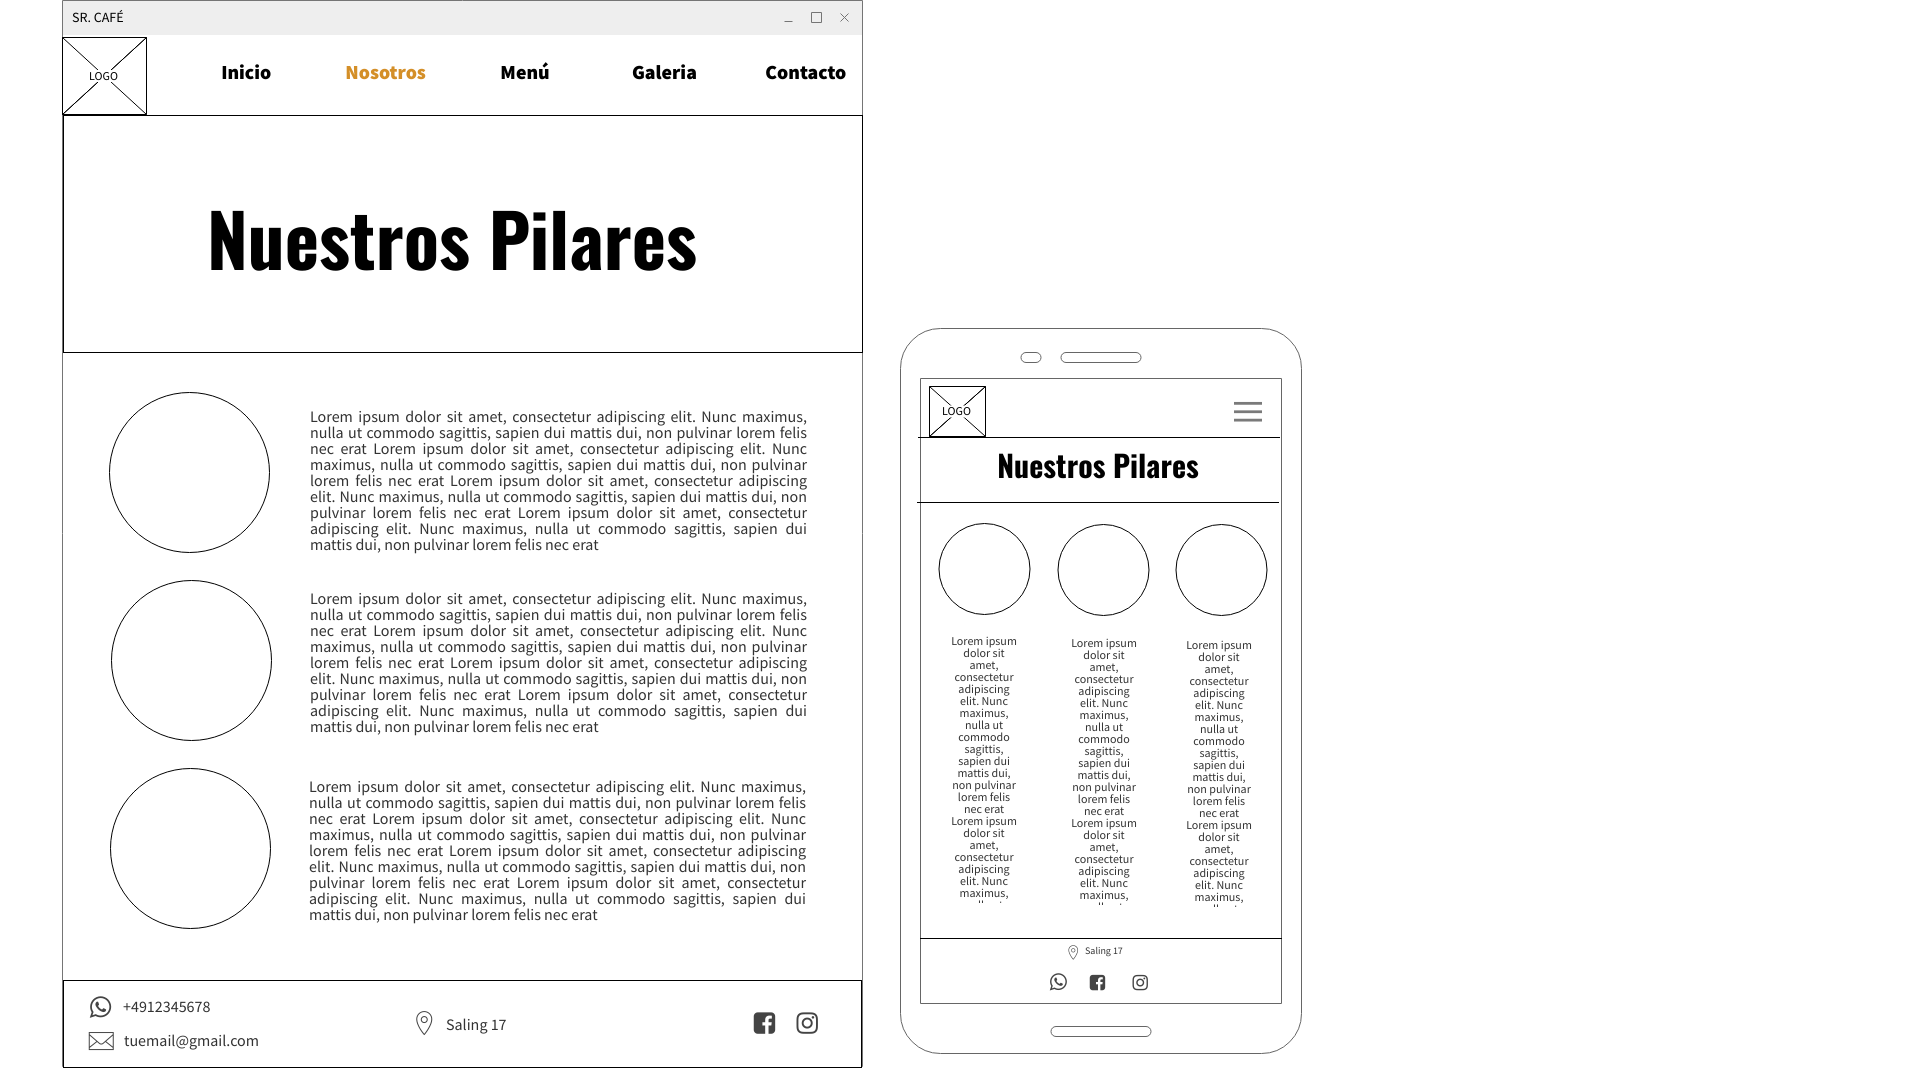 SR. CAFÉ
LOGO
Inicio Nosotros Menú Galeria Contacto
Nuestros Pilares
Lorem ipsum dolor sit amet, consectetur adipiscing elit. Nunc maximus,
nulla ut commodo sagittis, sapien dui mattis dui, non pulvinar lorem felis
nec erat Lorem ipsum dolor sit amet, consectetur adipiscing elit. Nunc
maximus, nulla ut commodo sagittis, sapien dui mattis dui, non pulvinar
lorem felis nec erat Lorem ipsum dolor sit amet, consectetur adipiscing
elit. Nunc maximus, nulla ut commodo sagittis, sapien dui mattis dui, non
pulvinar lorem felis nec erat Lorem ipsum dolor sit amet, consectetur
adipiscing elit. Nunc maximus, nulla ut commodo sagittis, sapien dui
mattis dui, non pulvinar lorem felis nec erat
Lorem ipsum dolor sit amet, consectetur adipiscing elit. Nunc maximus,
nulla ut commodo sagittis, sapien dui mattis dui, non pulvinar lorem felis
nec erat Lorem ipsum dolor sit amet, consectetur adipiscing elit. Nunc
maximus, nulla ut commodo sagittis, sapien dui mattis dui, non pulvinar
lorem felis nec erat Lorem ipsum dolor sit amet, consectetur adipiscing
elit. Nunc maximus, nulla ut commodo sagittis, sapien dui mattis dui, non
pulvinar lorem felis nec erat Lorem ipsum dolor sit amet, consectetur
adipiscing elit. Nunc maximus, nulla ut commodo sagittis, sapien dui
mattis dui, non pulvinar lorem felis nec erat
Lorem ipsum dolor sit amet, consectetur adipiscing elit. Nunc maximus,
nulla ut commodo sagittis, sapien dui mattis dui, non pulvinar lorem felis
nec erat Lorem ipsum dolor sit amet, consectetur adipiscing elit. Nunc
maximus, nulla ut commodo sagittis, sapien dui mattis dui, non pulvinar
lorem felis nec erat Lorem ipsum dolor sit amet, consectetur adipiscing
elit. Nunc maximus, nulla ut commodo sagittis, sapien dui mattis dui, non
pulvinar lorem felis nec erat Lorem ipsum dolor sit amet, consectetur
adipiscing elit. Nunc maximus, nulla ut commodo sagittis, sapien dui
mattis dui, non pulvinar lorem felis nec erat
+4912345678
tuemail@gmail.com
Saling 17
LOGO
Nuestros Pilares
Lorem ipsum
dolor sit
amet,
consectetur
adipiscing
elit. Nunc
maximus,
nulla ut
commodo
sagittis,
sapien dui
mattis dui,
non pulvinar
lorem felis
nec erat
Lorem ipsum
dolor sit
amet,
consectetur
adipiscing
elit. Nunc
maximus,
Lorem ipsum
dolor sit
amet,
consectetur
adipiscing
elit. Nunc
maximus,
nulla ut
commodo
sagittis,
sapien dui
mattis dui,
non pulvinar
lorem felis
nec erat
Lorem ipsum
dolor sit
amet,
consectetur
adipiscing
elit. Nunc
maximus,
Lorem ipsum
dolor sit
amet,
consectetur
adipiscing
elit. Nunc
maximus,
nulla ut
commodo
sagittis,
sapien dui
mattis dui,
non pulvinar
lorem felis
nec erat
Lorem ipsum
dolor sit
amet,
consectetur
adipiscing
elit. Nunc
maximus,
Saling 17